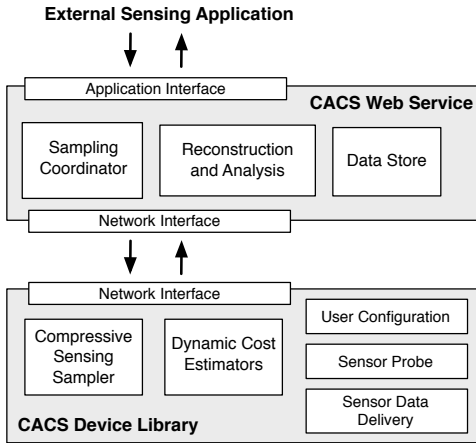 External Sensing Application
Application Interface
CACS Web Service
Sampling
Coordinator
Reconstruction
and Analysis
Data Store
Network Interface
Network Interface
Compressive
Sensing
Sampler
Dynamic Cost
Estimators
User Configuration
Sensor Probe
Sensor Data
Delivery
CACS Device Library